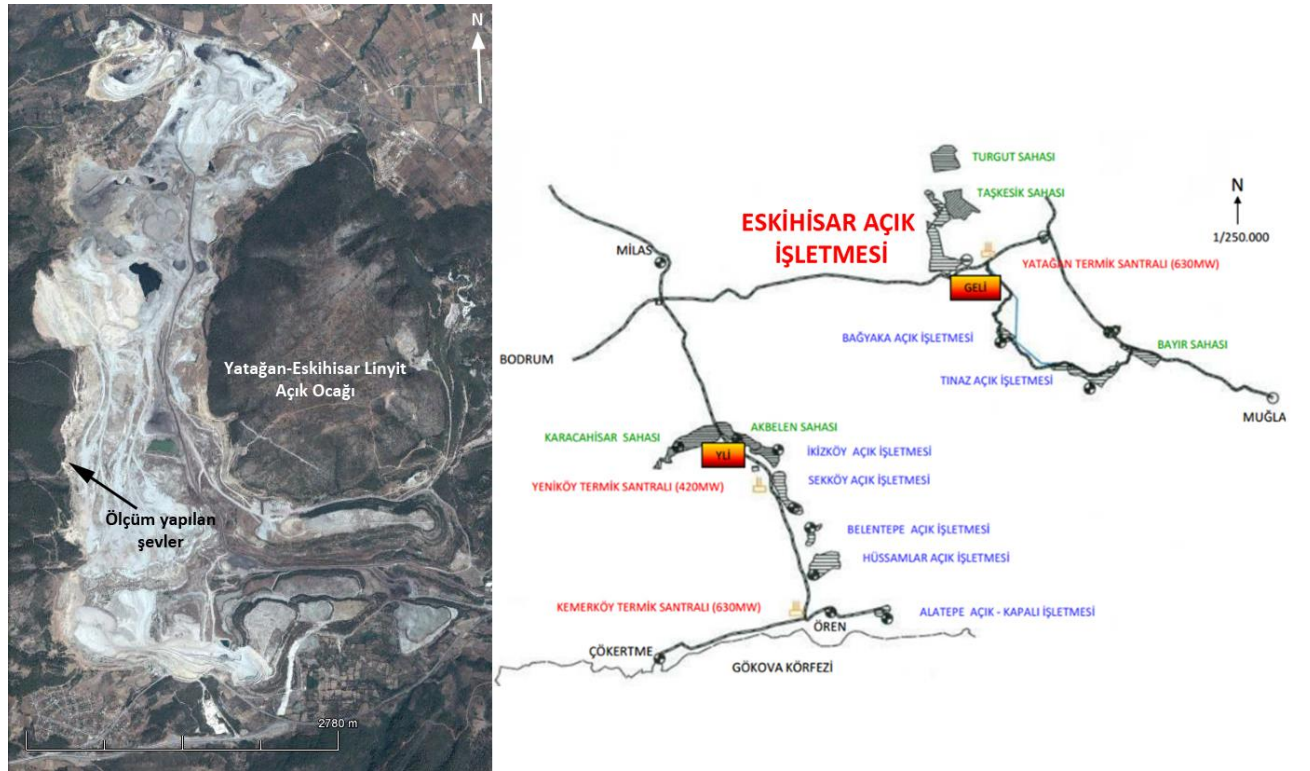 N
Yatağan-Eskihisar Linyit
Açık Ocağı
Ölçüm yapılan
şevler
2780 m
TURGUT SAHASI
TAŞKESİK SAHASI
N
1/250.000
ESKİHİSAR AÇIK
İŞLETMESİ
MİLAS
YATAĞAN TERMİK SANTRALI (630MW)
GELİ
BAĞYAKA AÇIK İŞLETMESİ
BAYIR SAHASI
BODRUM
TINAZ AÇIK İŞLETMESİ
MUĞLA
AKBELEN SAHASI
KARACAHİSAR SAHASI
YLİ
İKİZKÖY AÇIK İŞLETMESİ
YENİKÖY TERMİK SANTRALI (420MW)
SEKKÖY AÇIK İŞLETMESİ
BELENTEPE AÇIK İŞLETMESİ
HÜSSAMLAR AÇIK İŞLETMESİ
KEMERKÖY TERMİK SANTRALI (630MW)
ALATEPE AÇIK - KAPALI İŞLETMESİ
ÖREN
ÇÖKERTME
GÖKOVA KÖRFEZİ